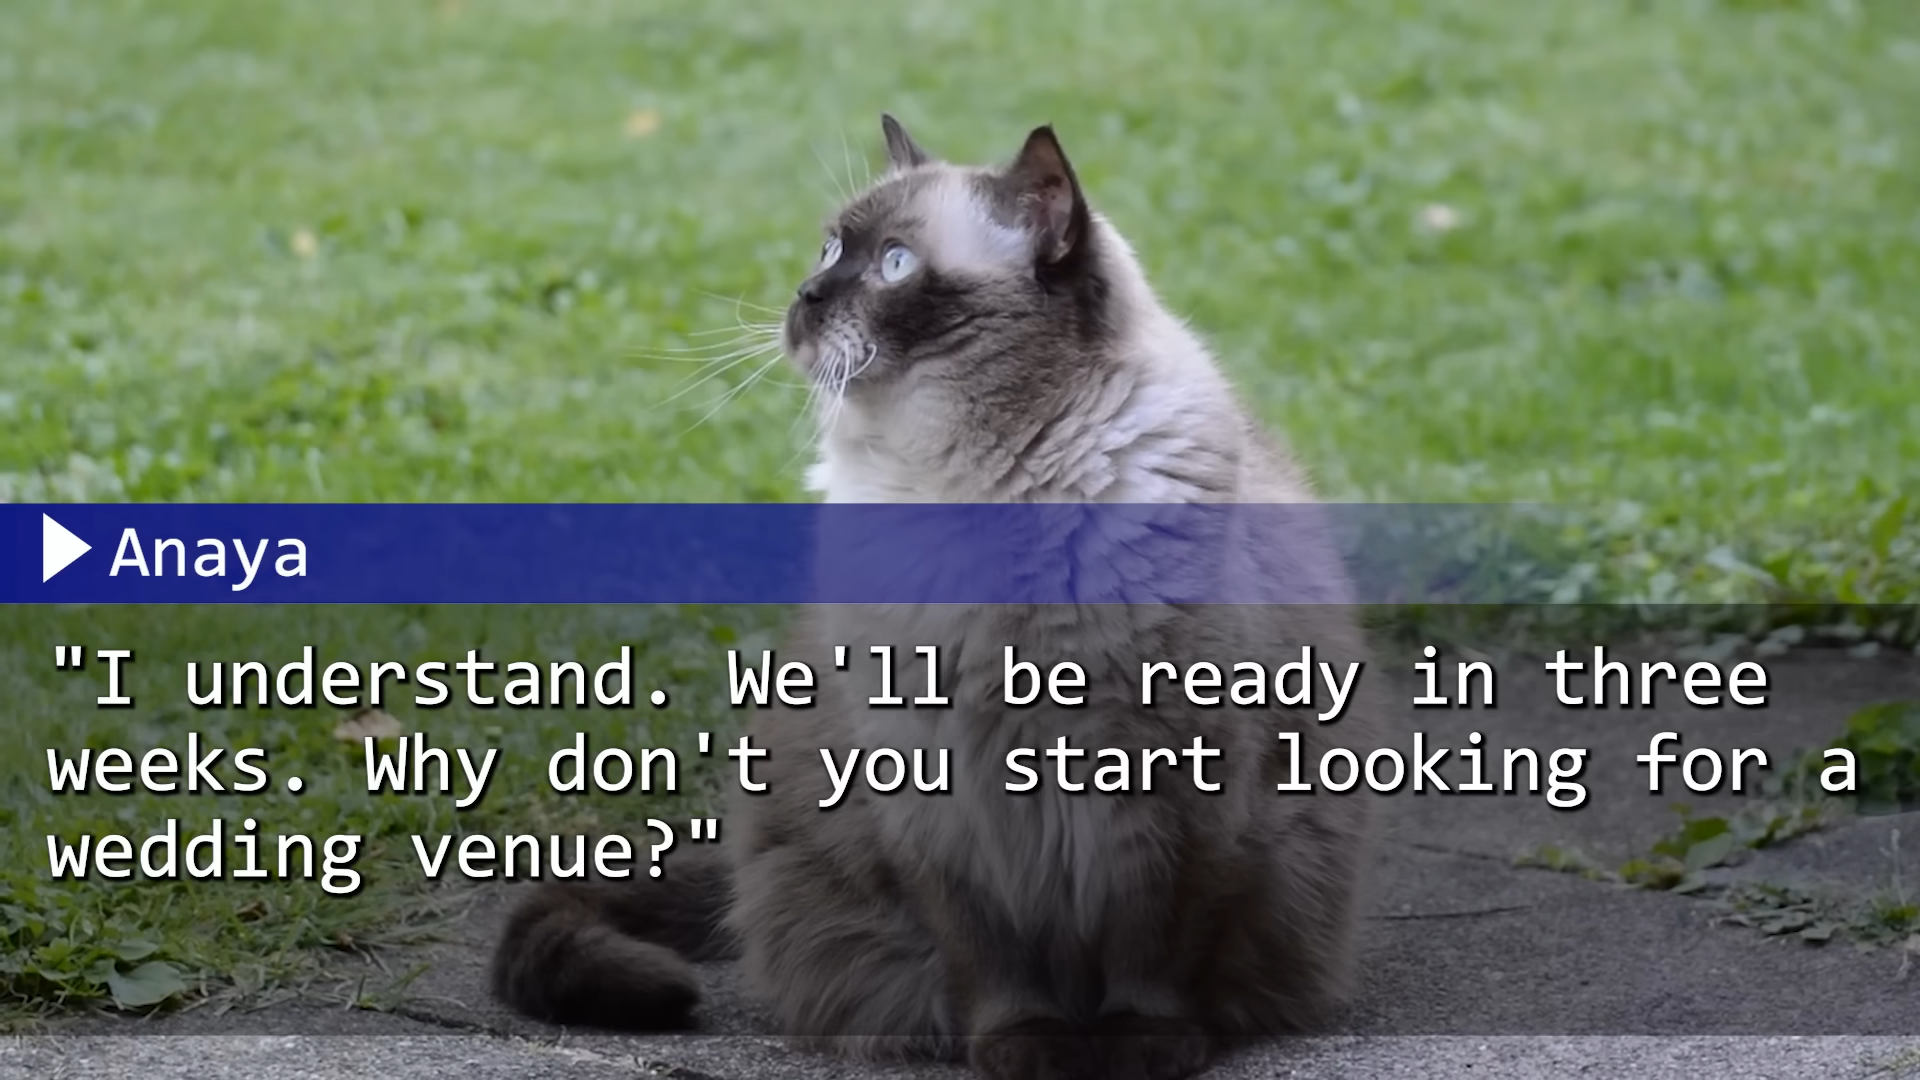 Anaya
"I understand. We'll be ready in three
weeks. Why don't you start looking for a
wedding venue?"